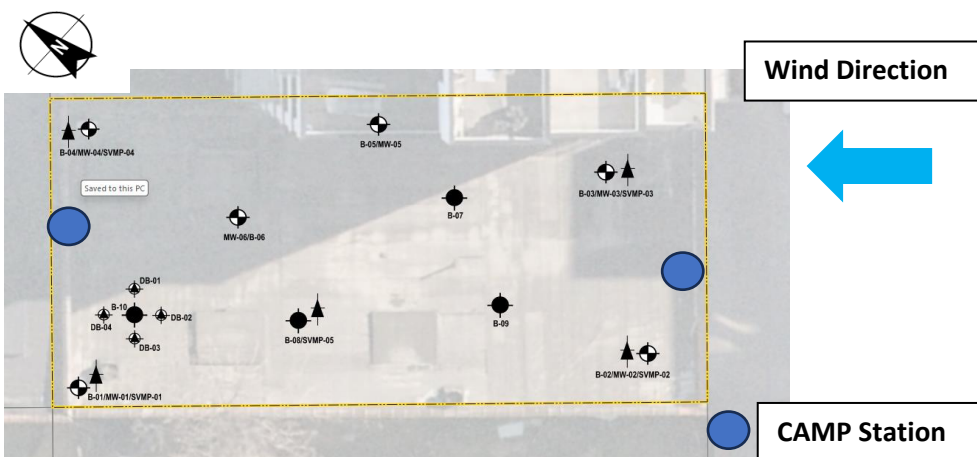 N
Wind Direction
B-04/MW-04/SVMP-04
B-05/MW-05
Saved to this PC
B-03/MW-03/SVMP-03
B-07
MW-06/B-06
DB-01
B-10
DB-02
DB-04
DB-03
B-08/SVMP-05
B-09
B-02/MW-02/SVMP-02
B-01/MW-01/SVMP-01
CAMP Station